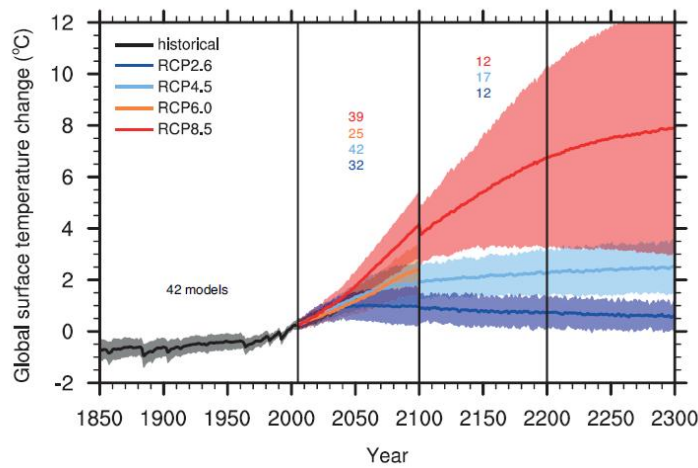 Global surface temperature change (°C)
12
10
8
6
4
2
0
-2
historical
RCP2.6
RCP4.5
RCP6.0
RCP8.5
39
25
42
32
12
17
12
42 models
1850 1900 1950 2000 2050 2100 2150 2200 2250 2300
Year